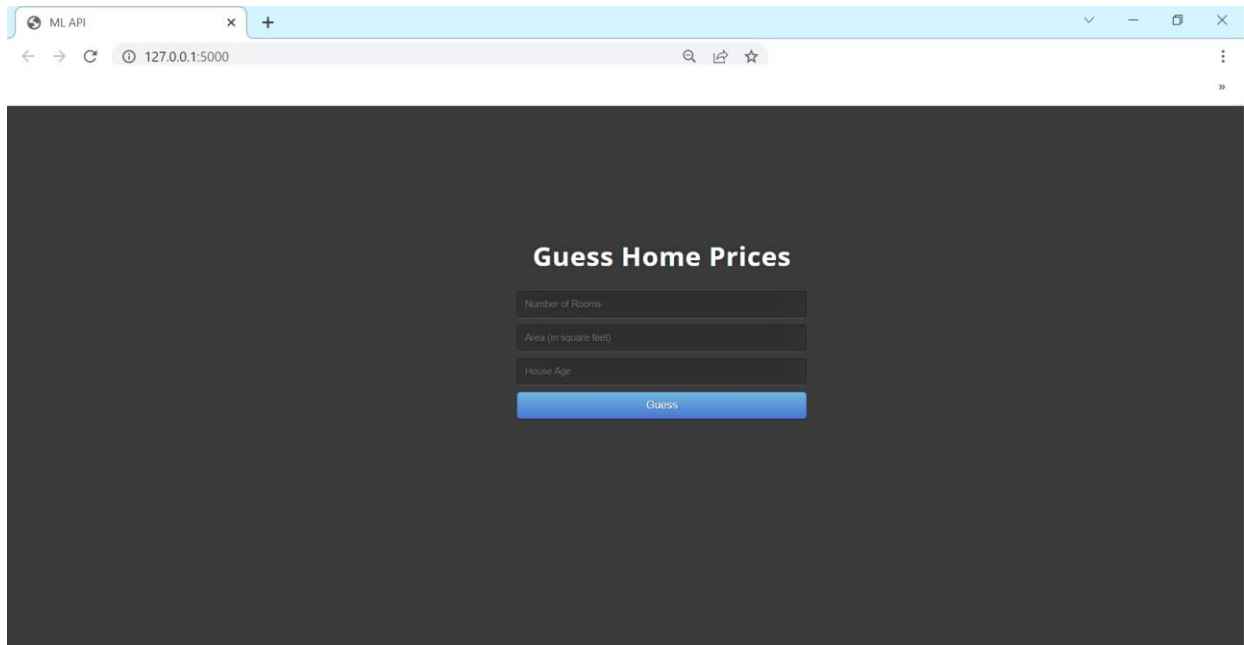 ML API
127.0.0.1:5000
Guess Home Prices
Number of Rooms
Area (in square feet)
House Age
Guess